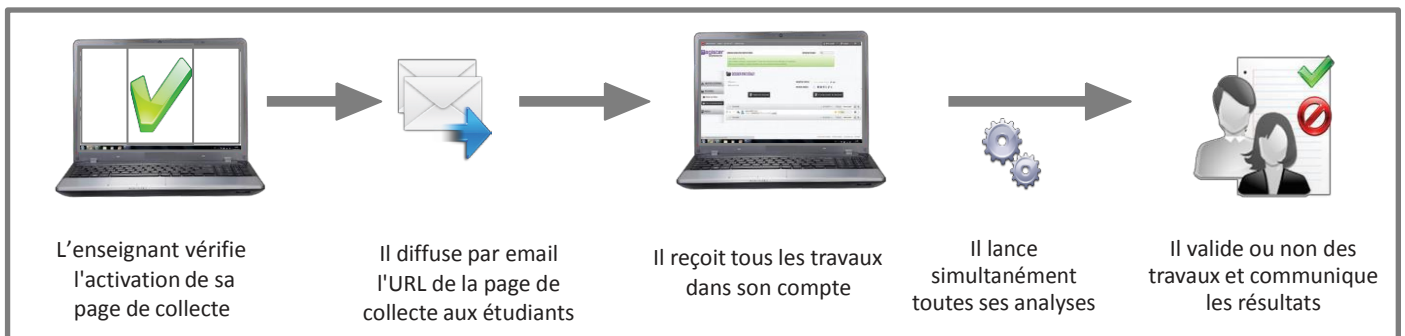 L'enseignant vérifie
l'activation de sa
page de collecte
Il diffuse par email
l'URL de la page de
collecte aux étudiants
Il reçoit tous les travaux
dans son compte
Il lance
simultanément
toutes ses analyses
Il valide ou non des
travaux et communique
les résultats